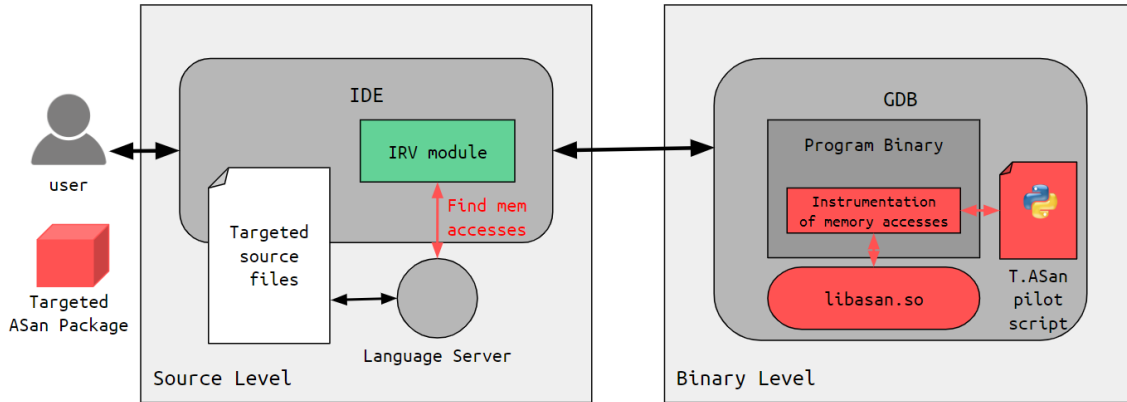 user
Targeted
ASan Package
IDE
IRV module
Find mem
accesses
Targeted
source
files
Language Server
Source Level
GDB
Program Binary
Instrumentation
of memory accesses
libasan.so
T.ASan
pilot
script
Binary Level